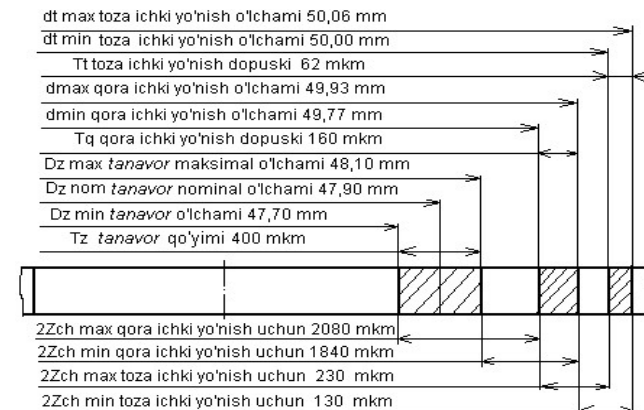 dt max toza ichki yo'nish o'lchami 50,06 mm
dt min toza ichki yo'nish o'lchami 50,00 mm
Tt toza ichki yo'nish dopuski 62 mkm
dmax qora ichki yo'nish o'lchami 49,93 mm
dmin qora ichki yo'nish o'lchami 49,77 mm
Tq qora ichki yo'nish dopuski 160 mkm
Dz max tanavor maksimal o'lchami 48,10 mm
Dz nom tanavor nominal o'lchami 47,90 mm
Dz min tanavor o'lchami 47,70 mm
Tz tanavor qo'yimi 400 mkm
2Zch max qora ichki yo'nish uchun 2080 mkm
2Zch min qora ichki yo'nish uchun 1840 mkm
2Zch max toza ichki yo'nish uchun 230 mkm
2Zch min toza ichki yo'nish uchun 130 mkm